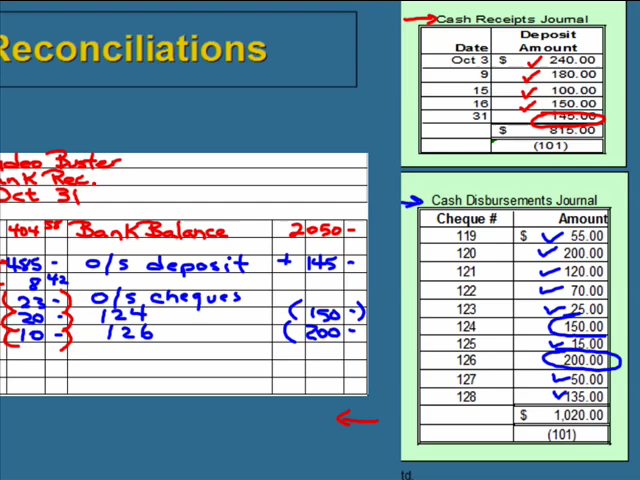 Reconciliations
Cash Receipts Journal
Date Deposit Amount
Oct 3 $ 240.00
9 180.00
15 100.00
16 150.00
31 145.00
$ 815.00
(101)
Cash Disbursements Journal
Cheque # Amount
119 $ 55.00
120 200.00
121 120.00
122 70.00
123 25.00
124 150.00
125 15.00
126 200.00
127 50.00
128 135.00
$ 1,020.00
(101)
Buster
Rec.
Oct 31
404 58 Bank Balance 2050 -
485 - o/s deposit + 145 -
8 42
23 - o/s cheques
20 - 124 (150 -)
10 - 126 (200 -
td.